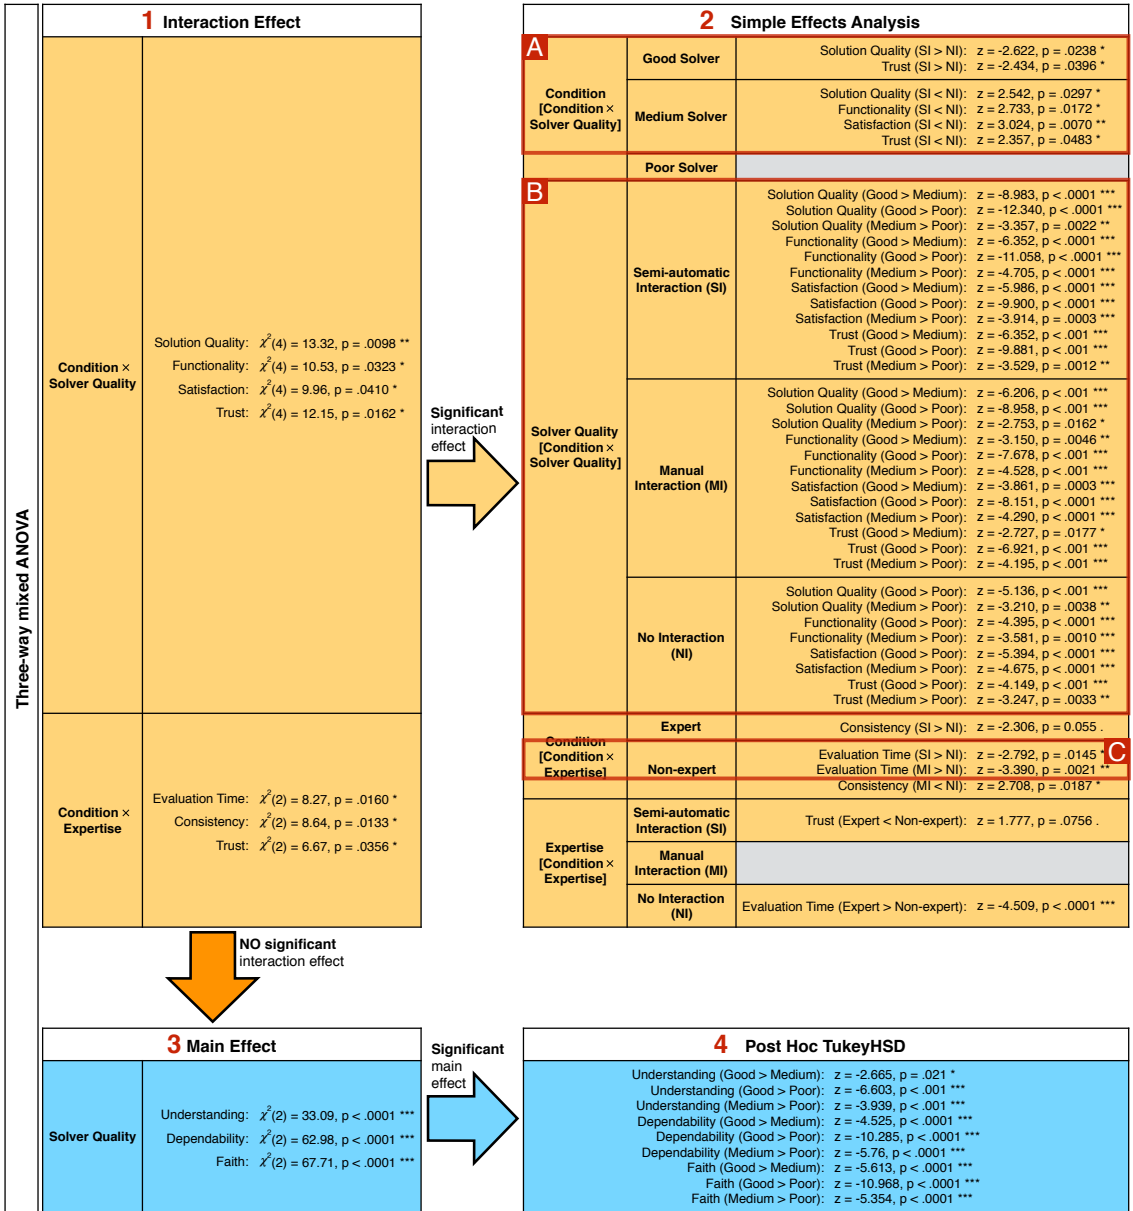 Three-way mixed ANOVA
1 Interaction Effect
Condition ×
Solver Quality
Solution Quality: χ²(4) = 13.32, p = .0098 **
Functionality: χ²(4) = 10.53, p = .0323 *
Satisfaction: χ²(4) = 9.96, p = .0410 *
Trust: χ²(4) = 12.15, p = .0162 *
Condition ×
Expertise
Evaluation Time: χ²(2) = 8.27, p = .0160 *
Consistency: χ²(2) = 8.64, p = .0133 *
Trust: χ²(2) = 6.67, p = .0356 *
Significant
interaction
effect
2 Simple Effects Analysis
A
Condition
[Condition ×
Solver Quality]
Good Solver
Solution Quality (SI > NI): z = -2.622, p = .0238 *
Trust (SI > NI): z = -2.434, p = .0396 *
Medium Solver
Solution Quality (SI < NI): z = 2.542, p = .0297 *
Functionality (SI < NI): z = 2.733, p = .0172 *
Satisfaction (SI < NI): z = 3.024, p = .0070 **
Trust (SI < NI): z = 2.357, p = .0483 *
Poor Solver
B
Solver Quality
[Condition ×
Solver Quality]
Semi-automatic
Interaction (SI)
Solution Quality (Good > Medium): z = -8.983, p < .0001 ***
Solution Quality (Good > Poor): z = -12.340, p < .0001 ***
Solution Quality (Medium > Poor): z = -3.357, p = .0022 **
Functionality (Good > Medium): z = -6.352, p < .0001 ***
Functionality (Good > Poor): z = -11.058, p < .0001 ***
Functionality (Medium > Poor): z = -4.705, p < .0001 ***
Satisfaction (Good > Medium): z = -5.986, p < .0001 ***
Satisfaction (Good > Poor): z = -9.900, p < .0001 ***
Satisfaction (Medium > Poor): z = -3.914, p = .0003 ***
Trust (Good > Medium): z = -6.352, p < .001 ***
Trust (Good > Poor): z = -9.881, p < .001 ***
Trust (Medium > Poor): z = -3.529, p = .0012 **
Manual
Interaction (MI)
Solution Quality (Good > Medium): z = -6.206, p < .001 ***
Solution Quality (Good > Poor): z = -8.958, p < .001 ***
Solution Quality (Medium > Poor): z = -2.753, p = .0162 *
Functionality (Good > Medium): z = -3.150, p = .0046 **
Functionality (Good > Poor): z = -7.678, p < .001 ***
Functionality (Medium > Poor): z = -4.528, p < .001 ***
Satisfaction (Good > Medium): z = -3.861, p = .0003 ***
Satisfaction (Good > Poor): z = -8.151, p < .0001 ***
Satisfaction (Medium > Poor): z = -4.290, p < .0001 ***
Trust (Good > Medium): z = -2.727, p = .0177 *
Trust (Good > Poor): z = -6.921, p < .001 ***
Trust (Medium > Poor): z = -4.195, p < .001 ***
No Interaction
(NI)
Solution Quality (Good > Poor): z = -5.136, p < .001 ***
Solution Quality (Medium > Poor): z = -3.210, p = .0038 **
Functionality (Good > Poor): z = -4.395, p < .0001 ***
Functionality (Medium > Poor): z = -3.581, p = .0010 ***
Satisfaction (Good > Poor): z = -5.394, p < .0001 ***
Satisfaction (Medium > Poor): z = -4.675, p < .0001 ***
Trust (Good > Poor): z = -4.149, p < .001 ***
Trust (Medium > Poor): z = -3.247, p = .0033 **
Condition
[Condition ×
Expertise]
Expert
Consistency (SI > NI): z = -2.306, p = 0.055 .
C
Non-expert
Evaluation Time (SI > NI): z = -2.792, p = .0145 *
Evaluation Time (MI > NI): z = -3.390, p = .0021 **
Consistency (MI < NI): z = 2.708, p = .0187 *
Expertise
[Condition ×
Expertise]
Semi-automatic
Interaction (SI)
Trust (Expert < Non-expert): z = 1.777, p = .0756 .
Manual
Interaction (MI)
No Interaction
(NI)
Evaluation Time (Expert > Non-expert): z = -4.509, p < .0001 ***
NO significant
interaction effect
3 Main Effect
Solver Quality
Understanding: χ²(2) = 33.09, p < .0001 ***
Dependability: χ²(2) = 62.98, p < .0001 ***
Faith: χ²(2) = 67.71, p < .0001 ***
Significant
main
effect
4 Post Hoc TukeyHSD
Understanding (Good > Medium): z = -2.665, p = .021 *
Understanding (Good > Poor): z = -6.603, p < .001 ***
Understanding (Medium > Poor): z = -3.939, p < .001 ***
Dependability (Good > Medium): z = -4.525, p < .0001 ***
Dependability (Good > Poor): z = -10.285, p < .0001 ***
Dependability (Medium > Poor): z = -5.76, p < .0001 ***
Faith (Good > Medium): z = -5.613, p < .0001 ***
Faith (Good > Poor): z = -10.968, p < .0001 ***
Faith (Medium > Poor): z = -5.354, p < .0001 ***